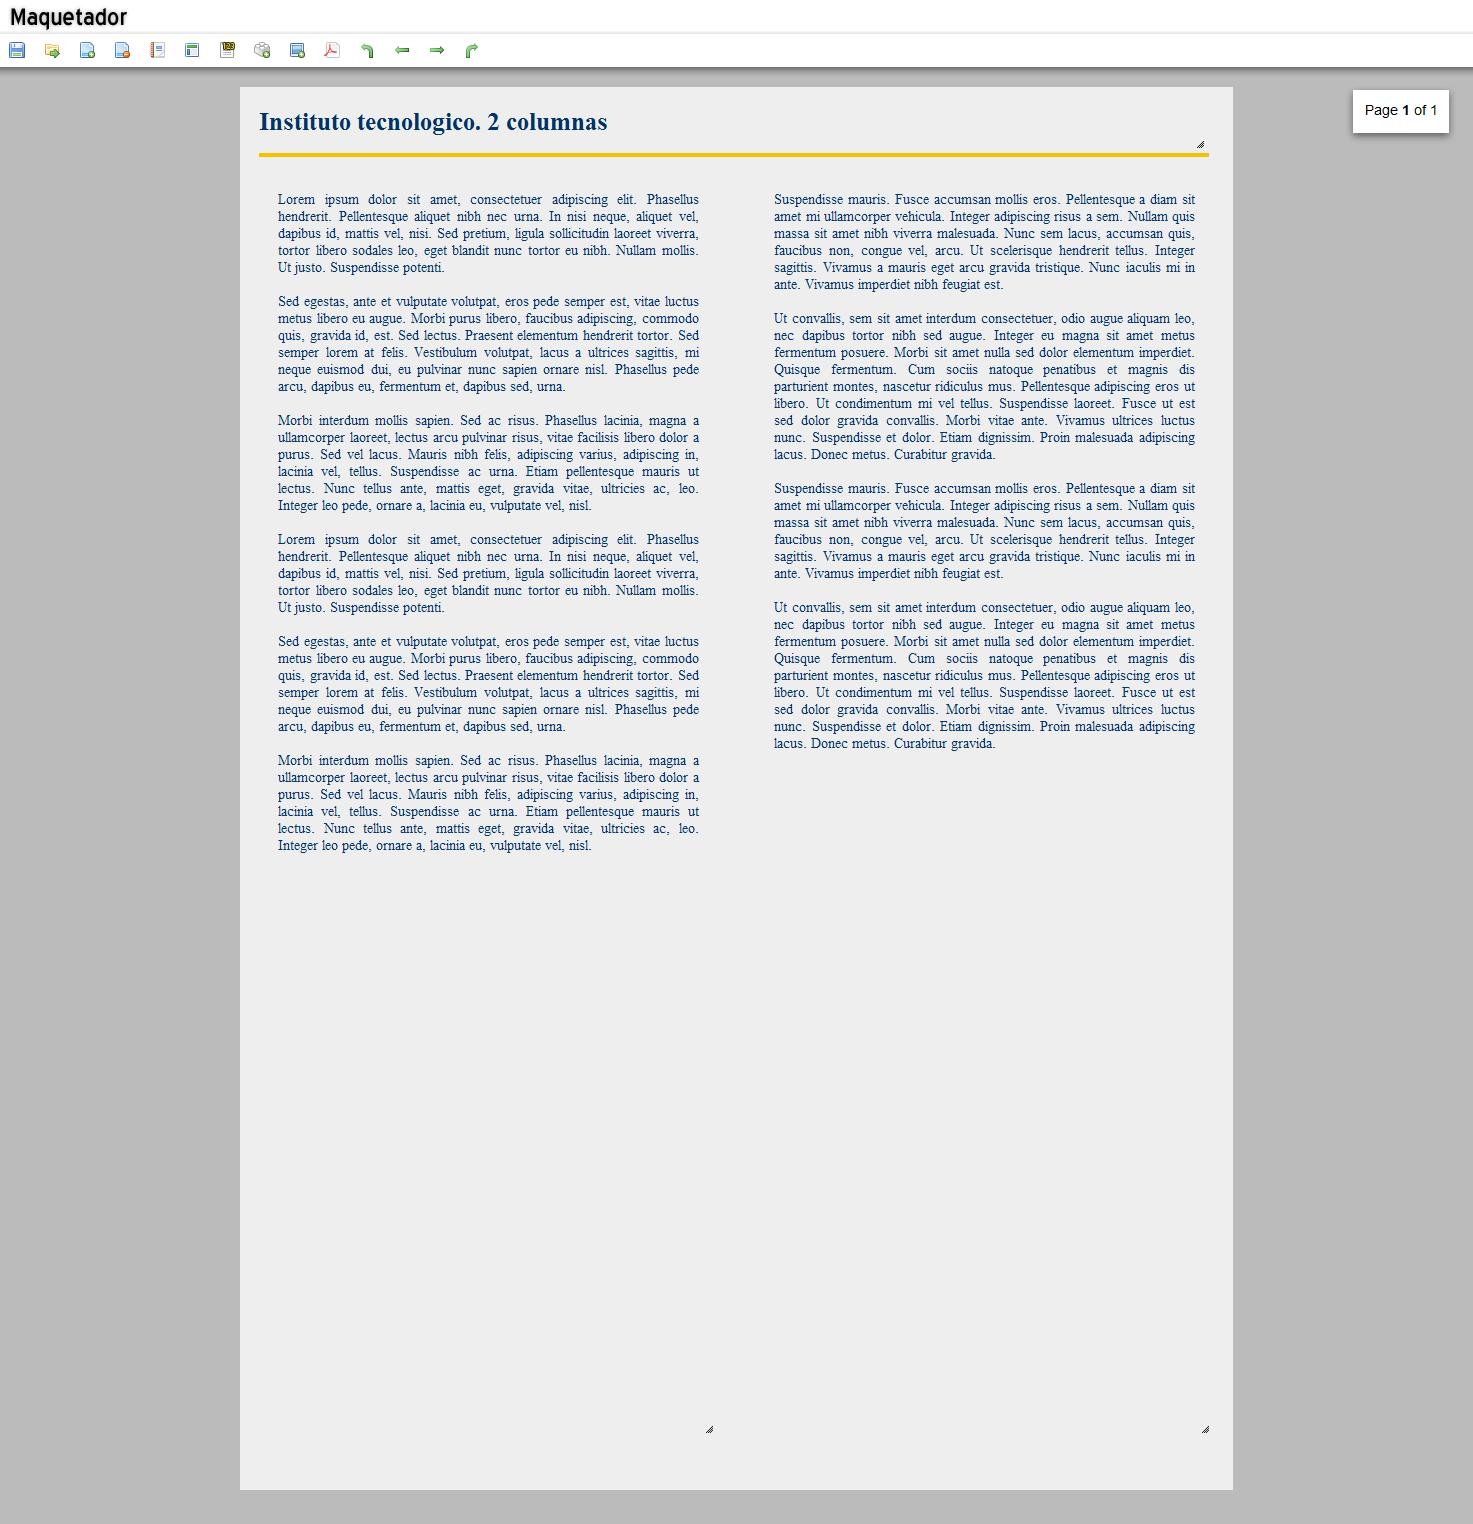 Maquetador
123
Page 1 of 1
Instituto tecnologico. 2 columnas
Lorem ipsum dolor sit amet, consectetuer adipiscing elit. Phasellus
hendrerit. Pellentesque aliquet nibh nec urna. In nisi neque, aliquet vel,
dapibus id, mattis vel, nisi. Sed pretium, ligula sollicitudin laoreet viverra,
tortor libero sodales leo, eget blandit nunc tortor eu nibh. Nullam mollis.
Ut justo. Suspendisse potenti.
Sed egestas, ante et vulputate volutpat, eros pede semper est, vitae luctus
metus libero eu augue. Morbi purus libero, faucibus adipiscing, commodo
quis, gravida id, est. Sed lectus. Praesent elementum hendrerit tortor. Sed
semper lorem at felis. Vestibulum volutpat, lacus a ultrices sagittis, mi
neque euismod dui, eu pulvinar nunc sapien ornare nisl. Phasellus pede
arcu, dapibus eu, fermentum et, dapibus sed, urna.
Morbi interdum mollis sapien. Sed ac risus. Phasellus lacinia, magna a
ullamcorper laoreet, lectus arcu pulvinar risus, vitae facilisis libero dolor a
purus. Sed vel lacus. Mauris nibh felis, adipiscing varius, adipiscing in,
lacinia vel, tellus. Suspendisse ac urna. Etiam pellentesque mauris ut
lectus. Nunc tellus ante, mattis eget, gravida vitae, ultricies ac, leo.
Integer leo pede, ornare a, lacinia eu, vulputate vel, nisl.
Lorem ipsum dolor sit amet, consectetuer adipiscing elit. Phasellus
hendrerit. Pellentesque aliquet nibh nec urna. In nisi neque, aliquet vel,
dapibus id, mattis vel, nisi. Sed pretium, ligula sollicitudin laoreet viverra,
tortor libero sodales leo, eget blandit nunc tortor eu nibh. Nullam mollis.
Ut justo. Suspendisse potenti.
Sed egestas, ante et vulputate volutpat, eros pede semper est, vitae luctus
metus libero eu augue. Morbi purus libero, faucibus adipiscing, commodo
quis, gravida id, est. Sed lectus. Praesent elementum hendrerit tortor. Sed
semper lorem at felis. Vestibulum volutpat, lacus a ultrices sagittis, mi
neque euismod dui, eu pulvinar nunc sapien ornare nisl. Phasellus pede
arcu, dapibus eu, fermentum et, dapibus sed, urna.
Morbi interdum mollis sapien. Sed ac risus. Phasellus lacinia, magna a
ullamcorper laoreet, lectus arcu pulvinar risus, vitae facilisis libero dolor a
purus. Sed vel lacus. Mauris nibh felis, adipiscing varius, adipiscing in,
lacinia vel, tellus. Suspendisse ac urna. Etiam pellentesque mauris ut
lectus. Nunc tellus ante, mattis eget, gravida vitae, ultricies ac, leo.
Integer leo pede, ornare a, lacinia eu, vulputate vel, nisl.
Suspendisse mauris. Fusce accumsan mollis eros. Pellentesque a diam sit
amet mi ullamcorper vehicula. Integer adipiscing risus a sem. Nullam quis
massa sit amet nibh viverra malesuada. Nunc sem lacus, accumsan quis,
faucibus non, congue vel, arcu. Ut scelerisque hendrerit tellus. Integer
sagittis. Vivamus a mauris eget arcu gravida tristique. Nunc iaculis mi in
ante. Vivamus imperdiet nibh feugiat est.
Ut convallis, sem sit amet interdum consectetuer, odio augue aliquam leo,
nec dapibus tortor nibh sed augue. Integer eu magna sit amet metus
fermentum posuere. Morbi sit amet nulla sed dolor elementum imperdiet.
Quisque fermentum. Cum sociis natoque penatibus et magnis dis
parturient montes, nascetur ridiculus mus. Pellentesque adipiscing eros ut
libero. Ut condimentum mi vel tellus. Suspendisse laoreet. Fusce ut est
sed dolor gravida convallis. Morbi vitae ante. Vivamus ultrices luctus
nunc. Suspendisse et dolor. Etiam dignissim. Proin malesuada adipiscing
lacus. Donec metus. Curabitur gravida.
Suspendisse mauris. Fusce accumsan mollis eros. Pellentesque a diam sit
amet mi ullamcorper vehicula. Integer adipiscing risus a sem. Nullam quis
massa sit amet nibh viverra malesuada. Nunc sem lacus, accumsan quis,
faucibus non, congue vel, arcu. Ut scelerisque hendrerit tellus. Integer
sagittis. Vivamus a mauris eget arcu gravida tristique. Nunc iaculis mi in
ante. Vivamus imperdiet nibh feugiat est.
Ut convallis, sem sit amet interdum consectetuer, odio augue aliquam leo,
nec dapibus tortor nibh sed augue. Integer eu magna sit amet metus
fermentum posuere. Morbi sit amet nulla sed dolor elementum imperdiet.
Quisque fermentum. Cum sociis natoque penatibus et magnis dis
parturient montes, nascetur ridiculus mus. Pellentesque adipiscing eros ut
libero. Ut condimentum mi vel tellus. Suspendisse laoreet. Fusce ut est
sed dolor gravida convallis. Morbi vitae ante. Vivamus ultrices luctus
nunc. Suspendisse et dolor. Etiam dignissim. Proin malesuada adipiscing
lacus. Donec metus. Curabitur gravida.